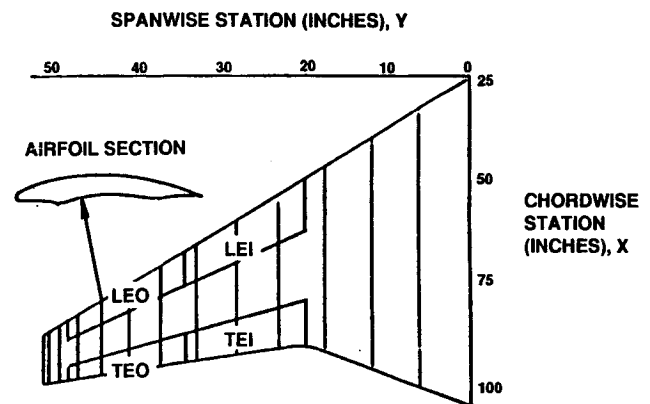 SPANWISE STATION (INCHES), Y
50 40 30 20 0
25
AIRFOIL SECTION
50
CHORDWISE
STATION
(INCHES), X
LEI
75
LEO
TEI
TEO
100